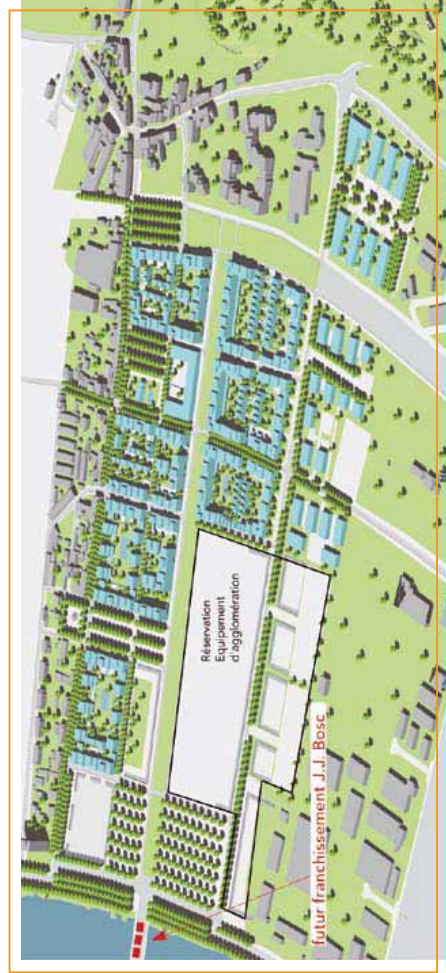 Réservation
Equipement
d'agglomération
futur franchissement J.J. Bosc